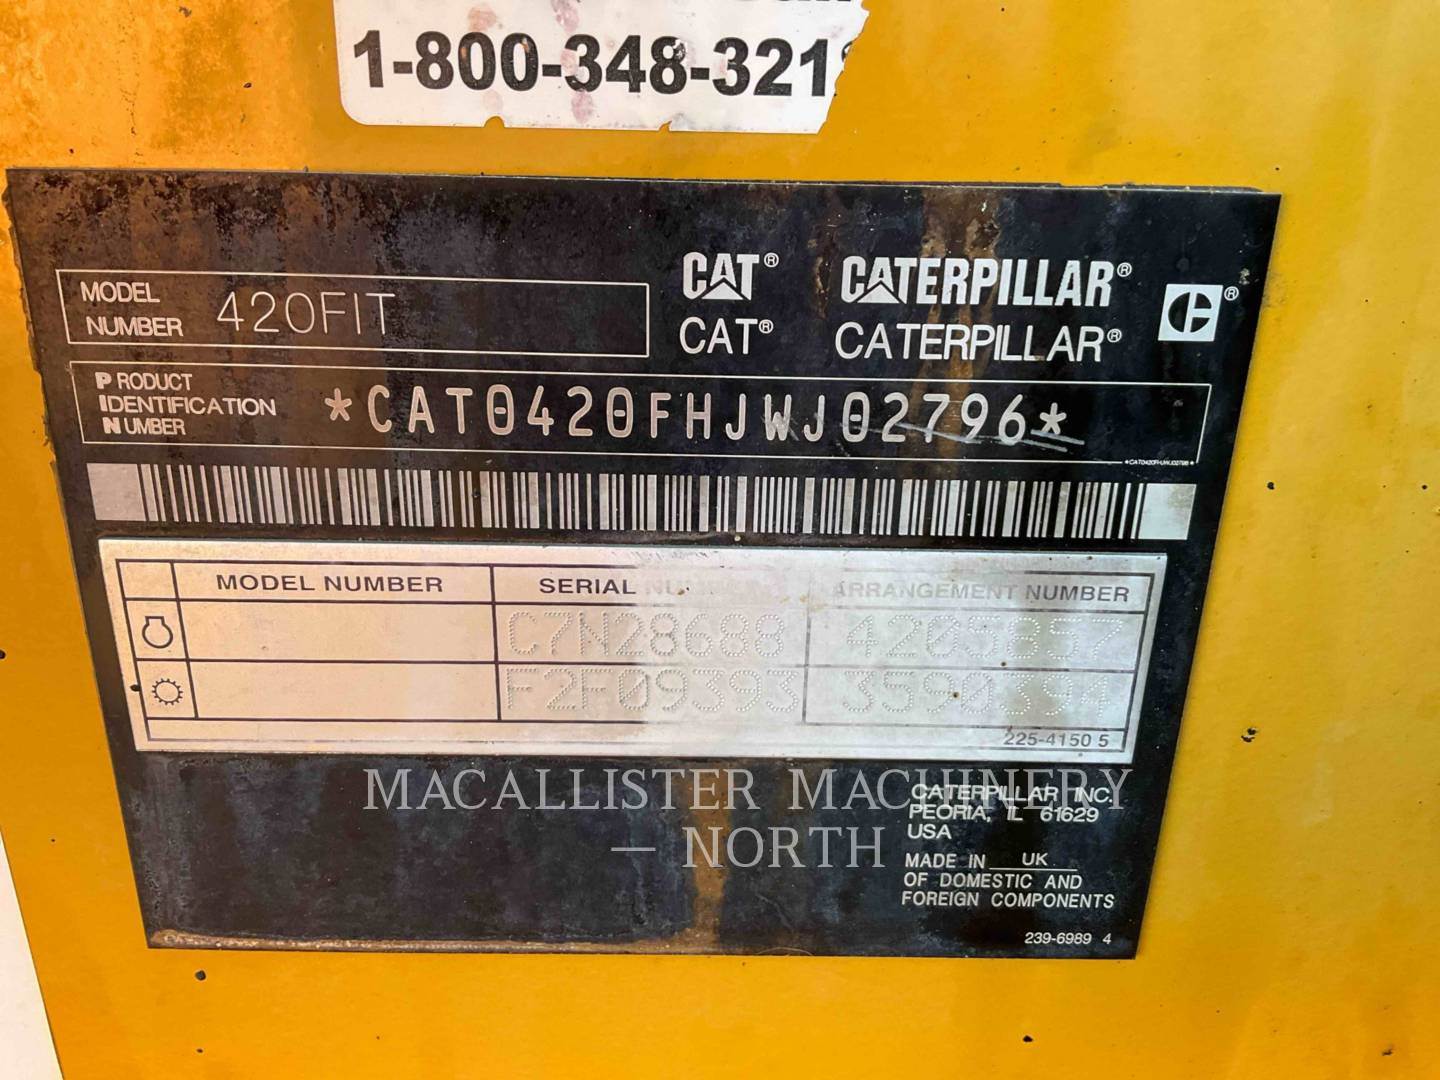 1-800-348-321
MODEL NUMBER 420FIT
CAT® CATERPILLAR® ®
CAT® CATERPILLAR®
PRODUCT IDENTIFICATION NUMBER *CAT0420FHJWJ02796*
*CAT0420FHJWJ02796*
MODEL NUMBER SERIAL ARRANGEMENT NUMBER
C7N28688 4205857
F2F09393 3590394
225-4150 5
MACALLISTER MACHINERY
— NORTH
CATERPILLAR INC.
PEORIA, IL 61629
USA
MADE IN UK
OF DOMESTIC AND
FOREIGN COMPONENTS
239-6989 4